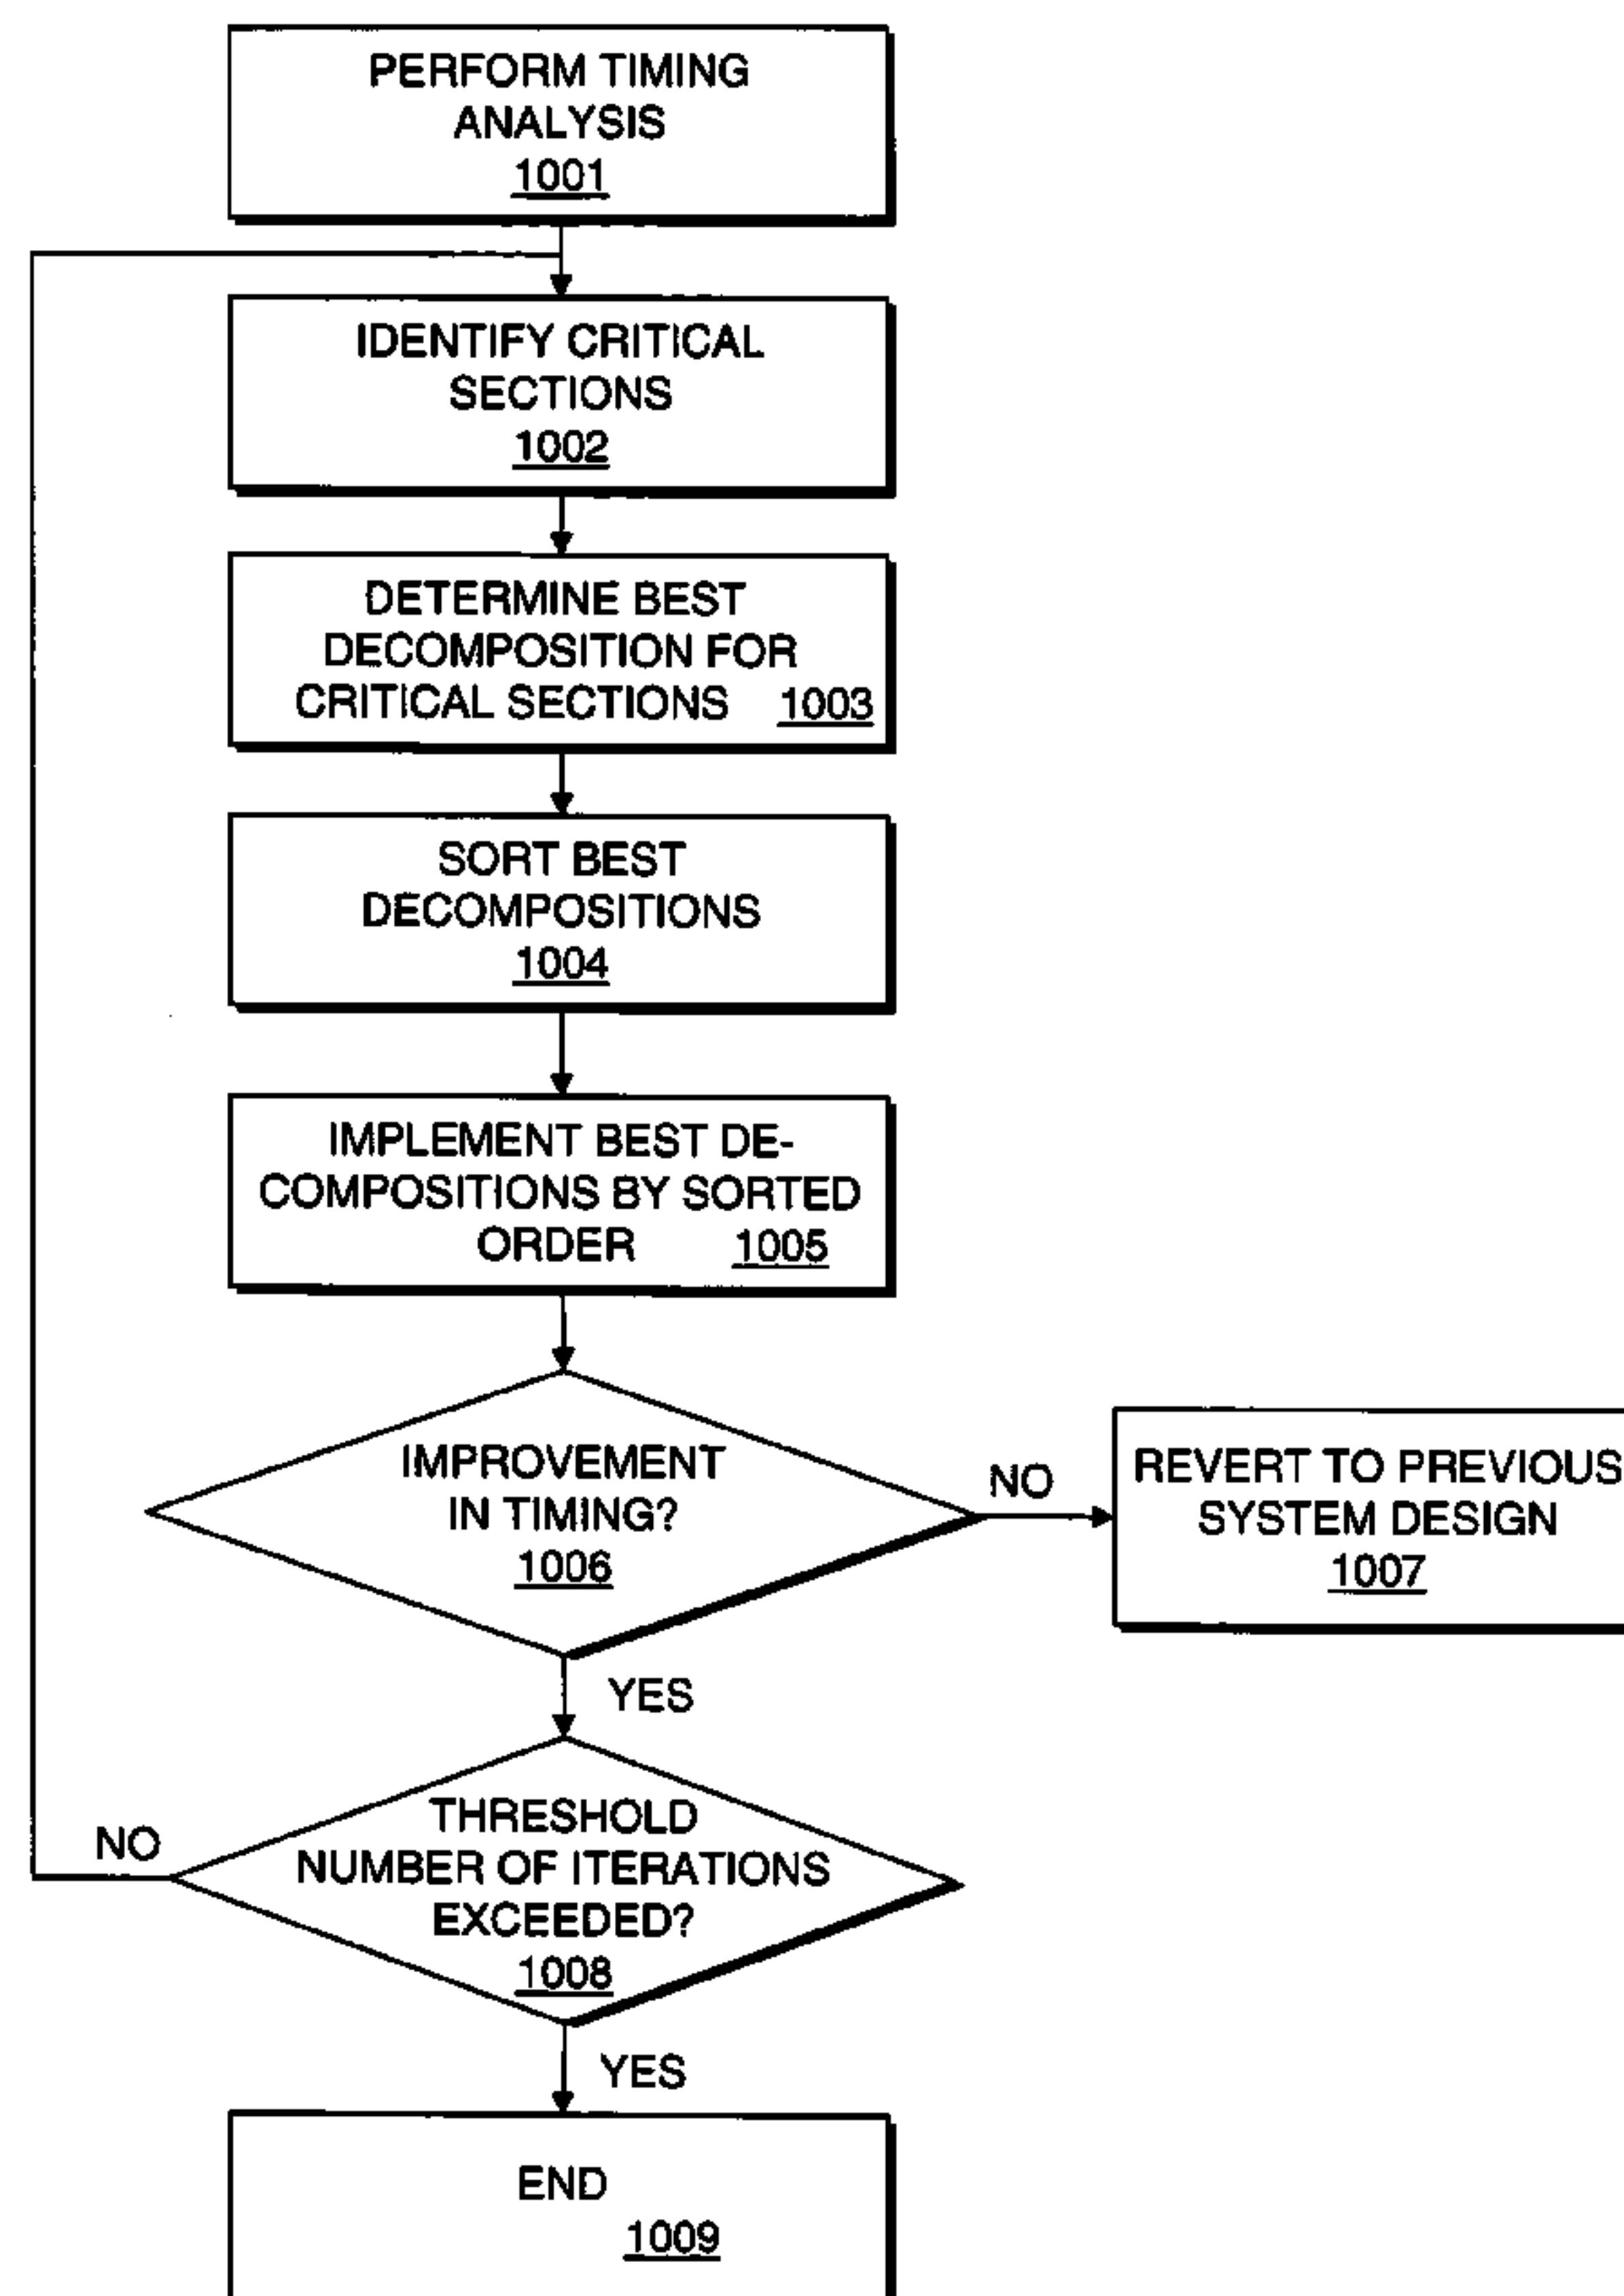 PERFORM TIMING
ANALYSIS
1001
IDENTIFY CRITICAL
SECTIONS
1002
DETERMINE BEST
DECOMPOSITION FOR
CRITICAL SECTIONS 1003
SORT BEST
DECOMPOSITIONS
1004
IMPLEMENT BEST DE-
COMPOSITIONS BY SORTED
ORDER 1005
IMPROVEMENT
IN TIMING?
1006
NO
REVERT TO PREVIOUS
SYSTEM DESIGN
1007
YES
THRESHOLD
NUMBER OF ITERATIONS
EXCEEDED?
1008
NO
YES
END
1009